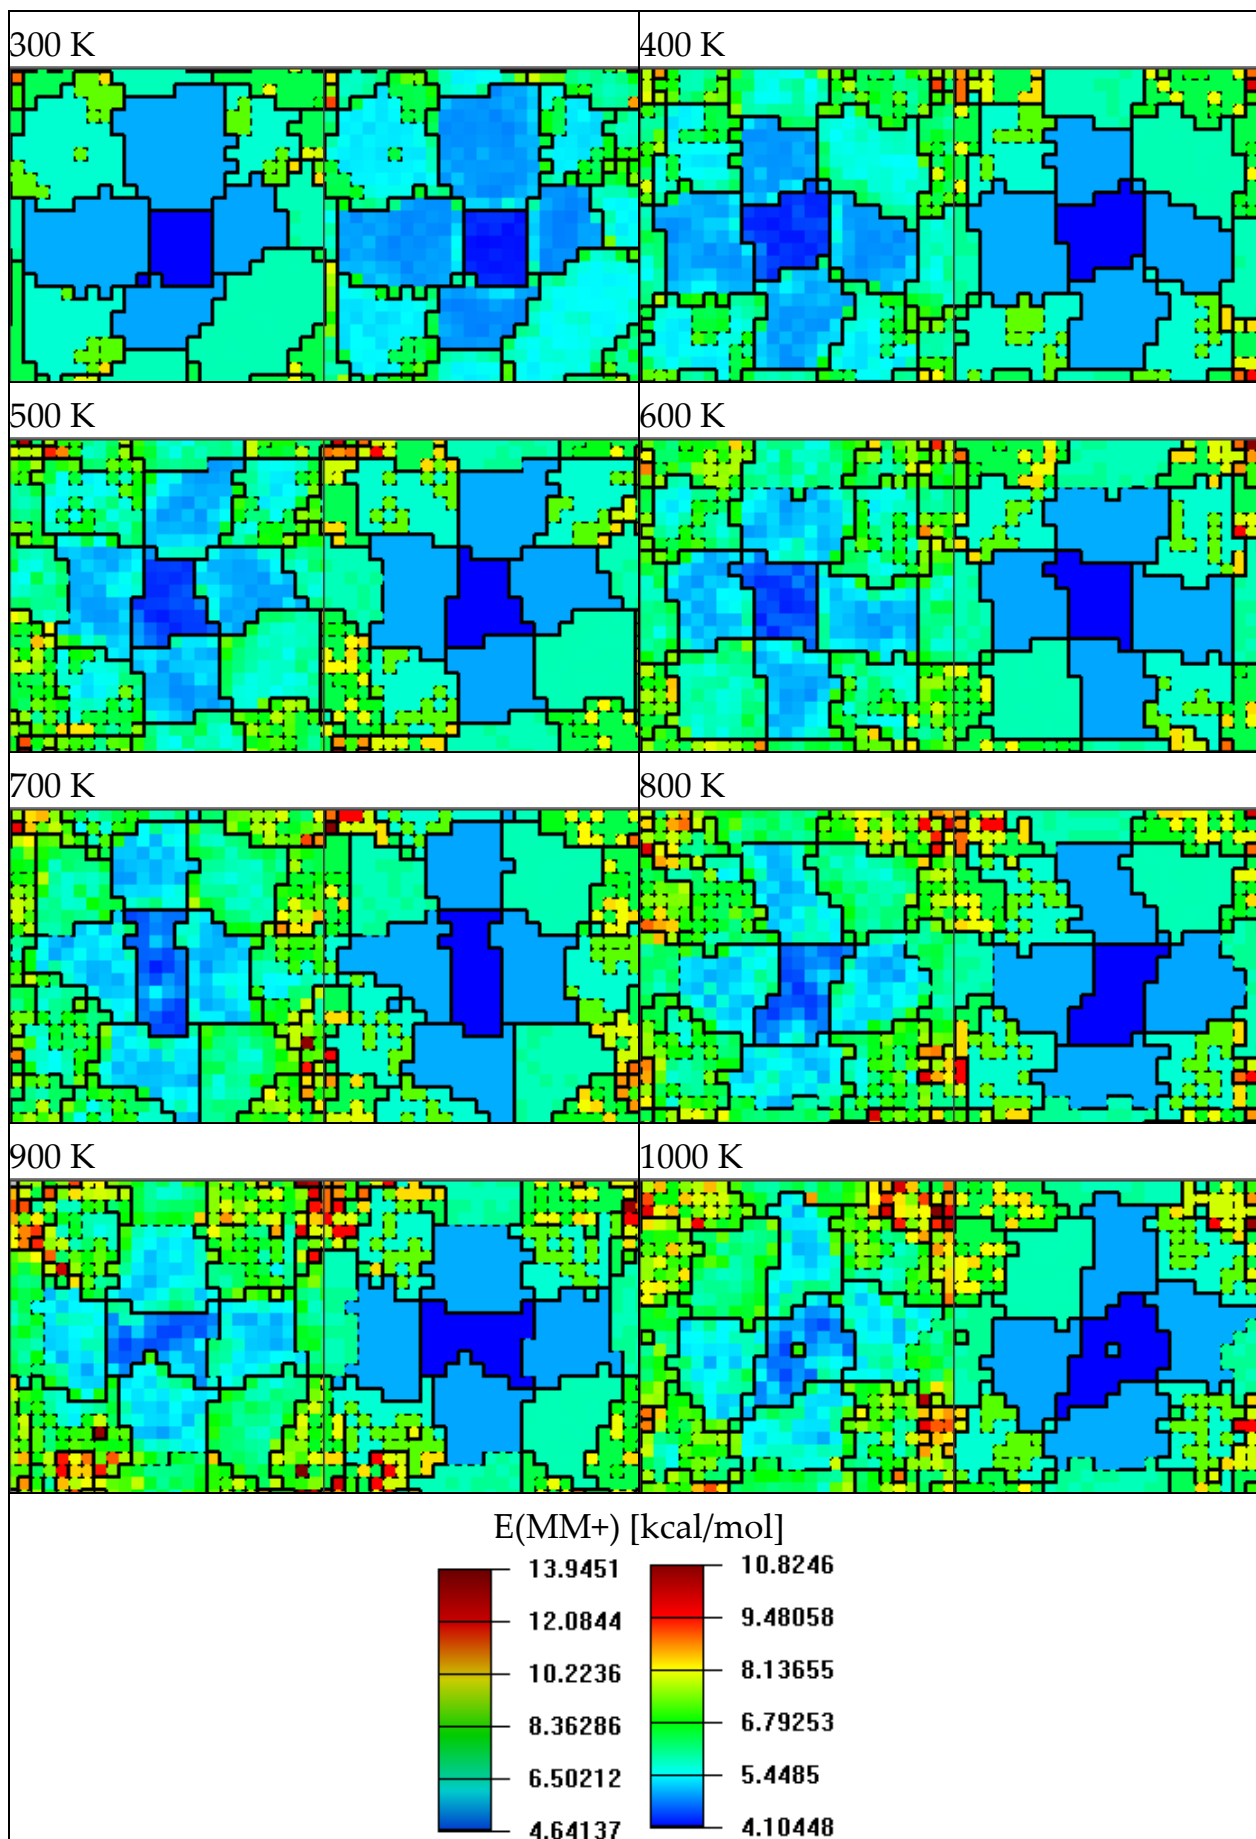 300 K 400 K
500 K 600 K
700 K 800 K
900 K 1000 K
E(MM+) [kcal/mol]
13.9451 10.8246
12.0844 9.48058
10.2236 8.13655
8.36286 6.79253
6.50212 5.4485
4.64137 4.10448